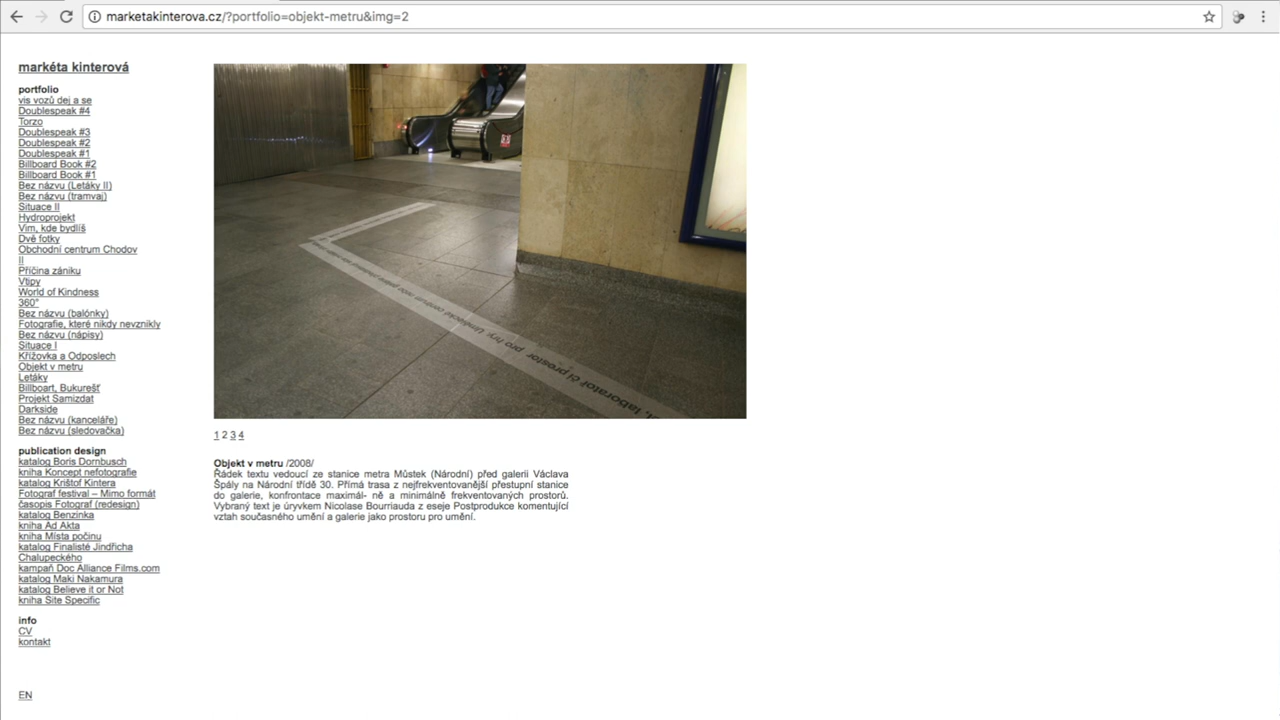 marketakinterova.cz/?portfolio=objekt-metru&img=2
markéta kinterová
portfolio
vis vozů dej a se
Doublespeak #4
Torzo
Doublespeak #3
Doublespeak #2
Doublespeak #1
Billboard Book #2
Billboard Book #1
Bez názvu (Letáky II)
Bez názvu (tramvaj)
Situace II
Hydroprojekt
Vím, kde bydlíš
Dvě fotky
Obchodní centrum Chodov
II
Příčina zániku
Vtipy
World of Kindness
360°
Bez názvu (balónky)
Fotografie, které nikdy nevznikly
Bez názvu (nápisy)
Situace I
Křížovka a Odposlech
Objekt v metru
Letáky
Billboart, Bukurešť
Projekt Samizdat
Darkside
Bez názvu (kanceláře)
Bez názvu (sledovačka)
publication design
katalog Boris Dornbusch
kniha Koncept nefotografie
katalog Krištof Kintera
Fotograf festival – Mimo formát
časopis Fotograf (redesign)
katalog Benzinka
kniha Ad Akta
kniha Místa počinu
katalog Finalisté Jindřicha
Chalupeckého
kampaň Doc Alliance Films.com
katalog Maki Nakamura
katalog Believe it or Not
kniha Site Specific
info
CV
kontakt
EN
laboratoř či prostor pro hry. Umělecké centrum
1 2 3 4
Objekt v metru /2008/
Řádek textu vedoucí ze stanice metra Můstek (Národní) před galerii Václava
Špály na Národní třídě 30. Přímá trasa z nejfrekventovanější přestupní stanice
do galerie, konfrontace maximál- ně a minimálně frekventovaných prostorů.
Vybraný text je úryvkem Nicolase Bourriauda z eseje Postprodukce komentující
vztah současného umění a galerie jako prostoru pro umění.